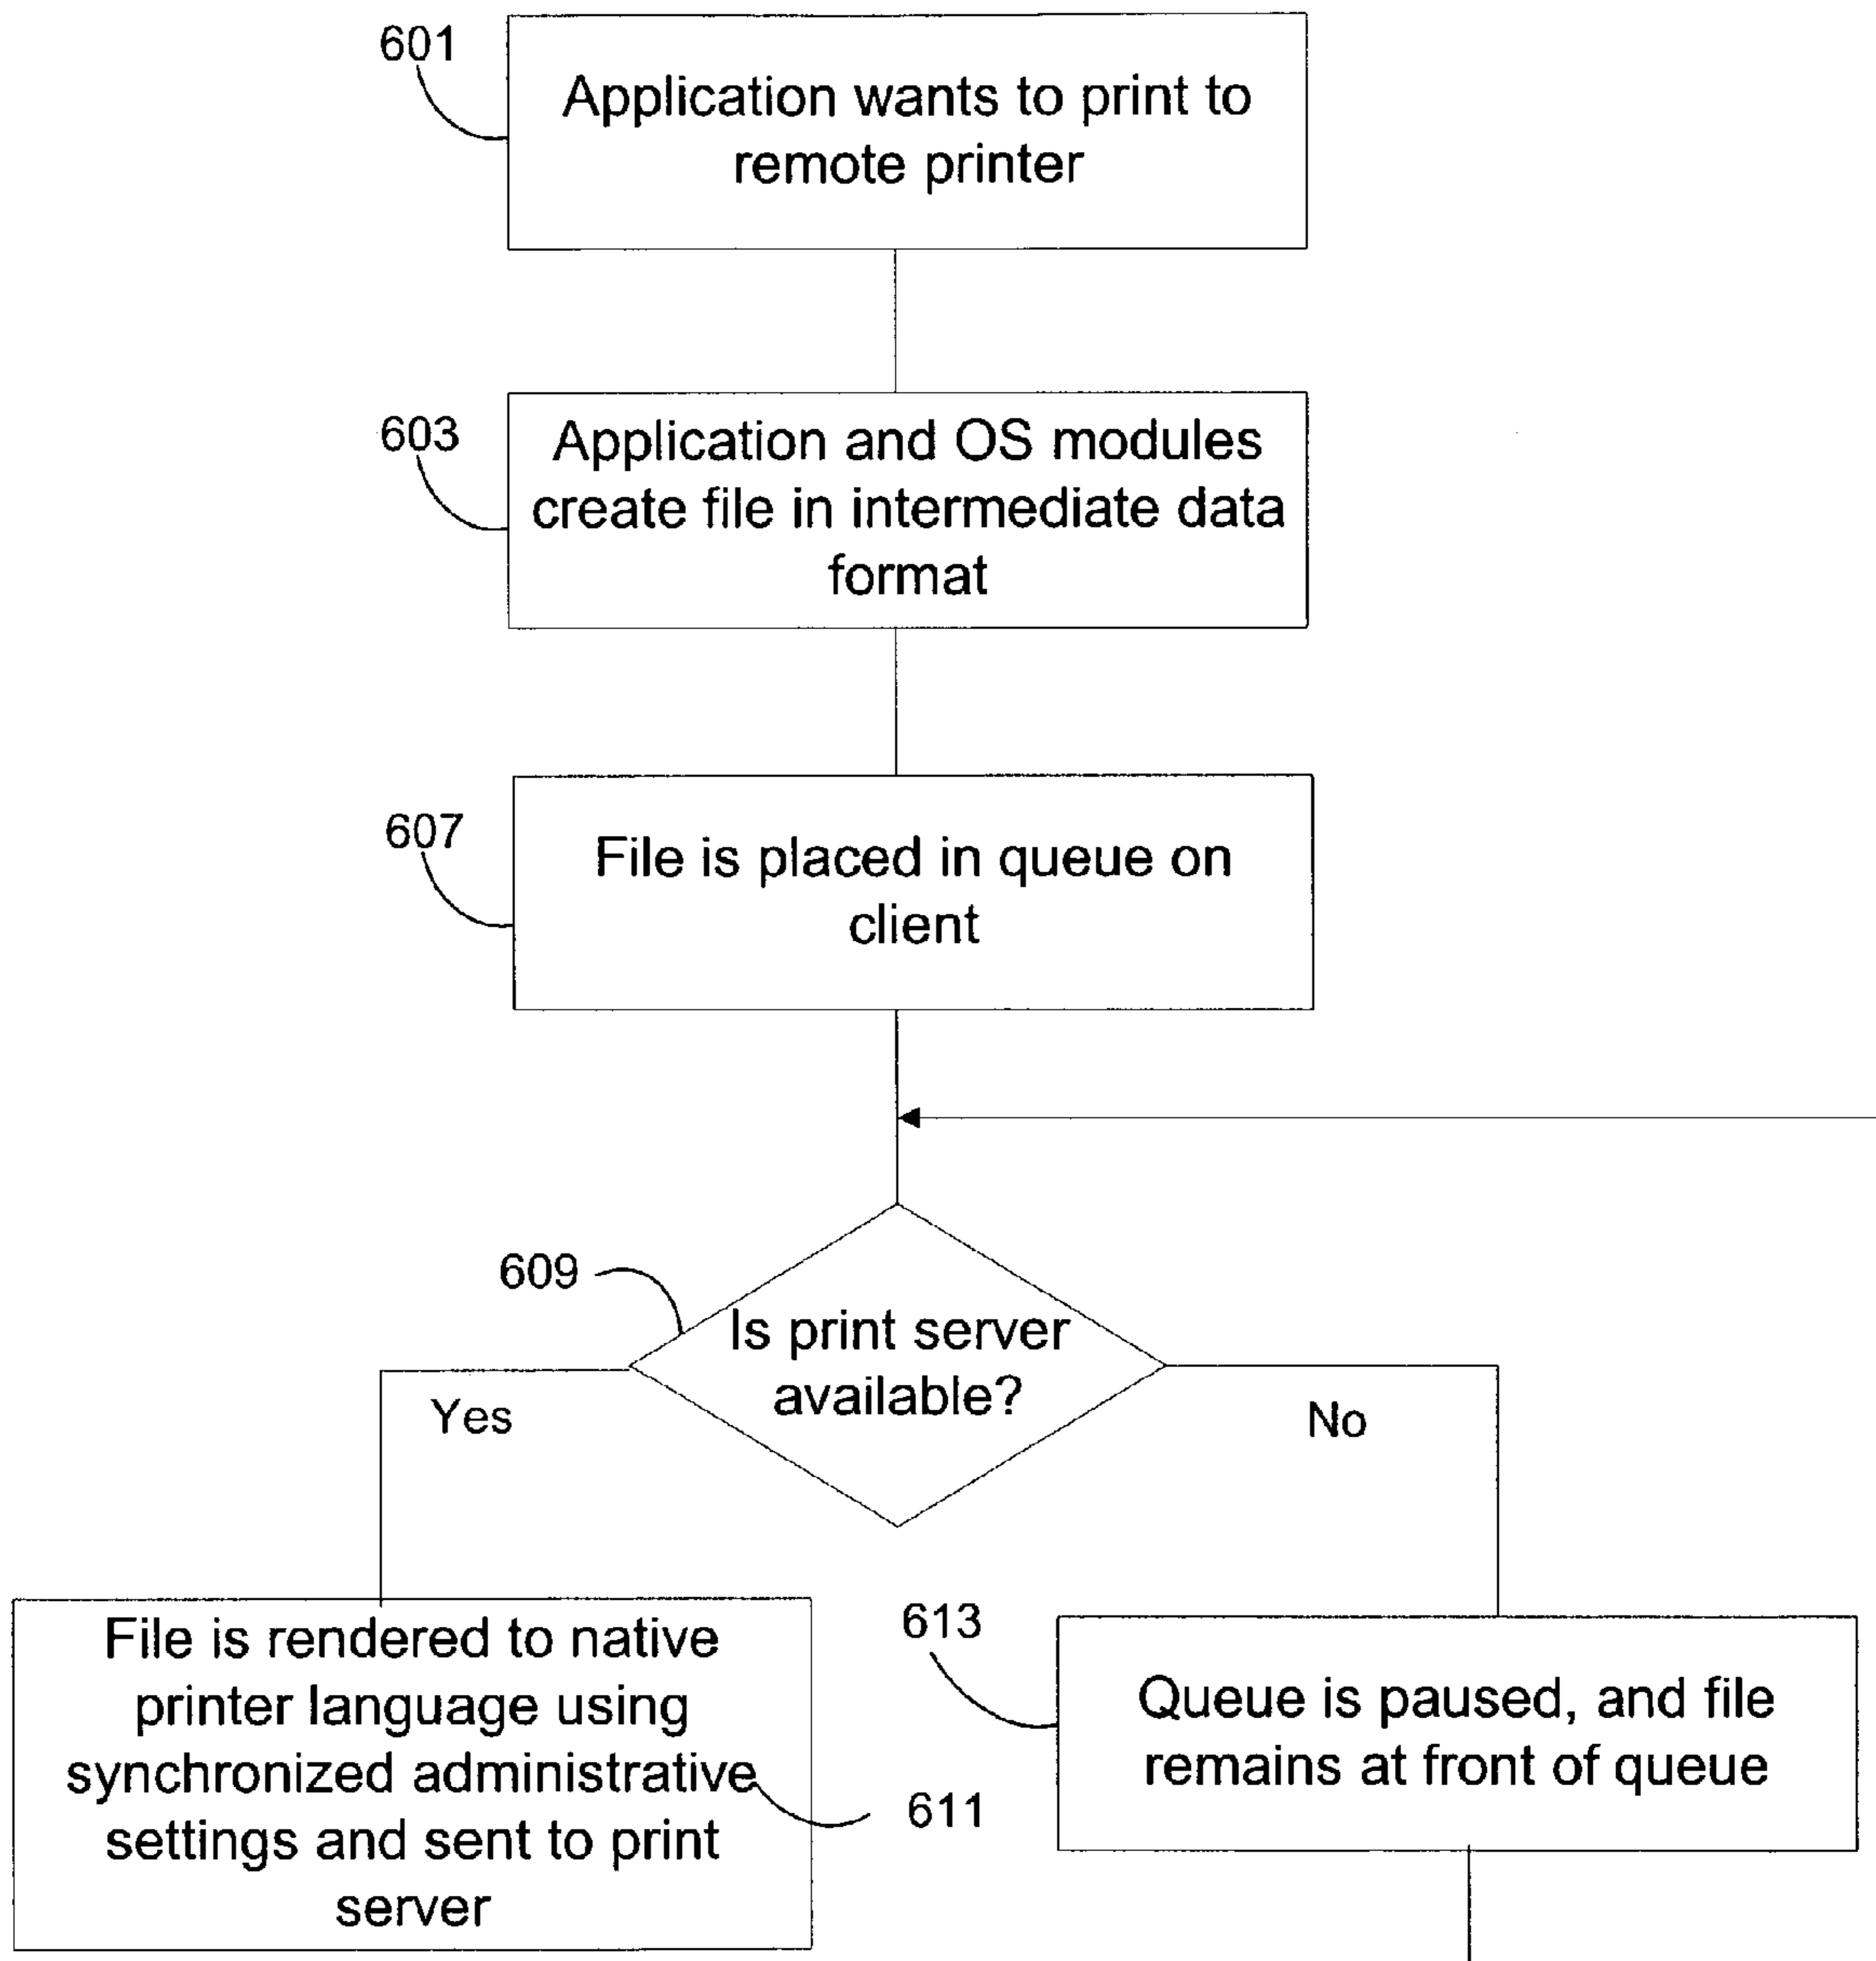 601
Application wants to print to
remote printer
603
Application and OS modules
create file in intermediate data
format
607
File is placed in queue on
client
609
Is print server
available?
Yes
No
File is rendered to native
printer language using
synchronized administrative
settings and sent to print
server
611
613
Queue is paused, and file
remains at front of queue